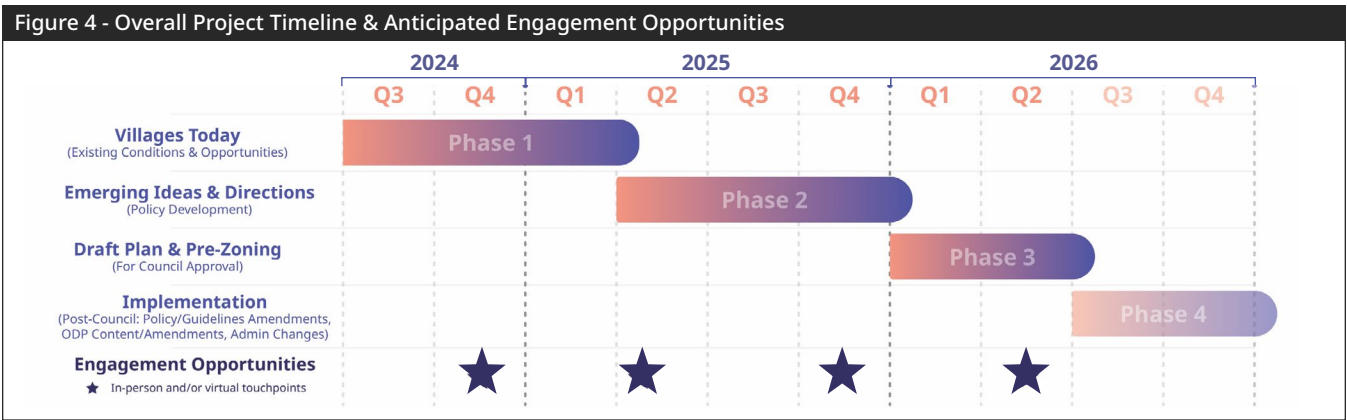 Figure 4 - Overall Project Timeline & Anticipated Engagement Opportunities
2024 2025 2026
Q3 Q4 Q1 Q2 Q3 Q4 Q1 Q2 Q3 Q4
Villages Today
(Existing Conditions & Opportunities)
Phase 1
Emerging Ideas & Directions
(Policy Development)
Phase 2
Draft Plan & Pre-Zoning
(For Council Approval)
Phase 3
Implementation
(Post-Council: Policy/Guidelines Amendments,
ODP Content/Amendments, Admin Changes)
Phase 4
Engagement Opportunities
In-person and/or virtual touchpoints